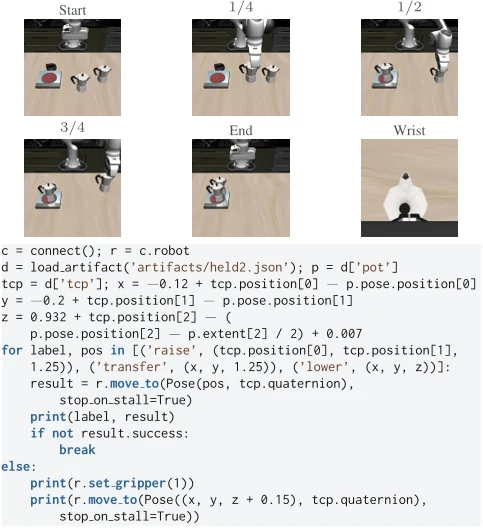 Start
1/4
1/2
3/4
End
Wrist
c = connect(); r = c.robot
d = load_artifact('artifacts/held2.json'); p = d['pot']
tcp = d['tcp']; x = −0.12 + tcp.position[0] − p.pose.position[0]
y = −0.2 + tcp.position[1] − p.position[1]
z = 0.932 + tcp.position[2] − (
p.pose.position[2] − p.extent[2] / 2) + 0.007
for label, pos in [('raise', (tcp.position[0], tcp.position[1],
1.25)), ('transfer', (x, y, 1.25)), ('lower', (x, y, z))]:
result = r.move_to(Pose(pos, tcp.quaternion),
stop_on_stall=True)
print(label, result)
if not result.success:
break
else:
print(r.set_gripper(1))
print(r.move_to(Pose((x, y, z + 0.15), tcp.quaternion),
stop_on_stall=True))